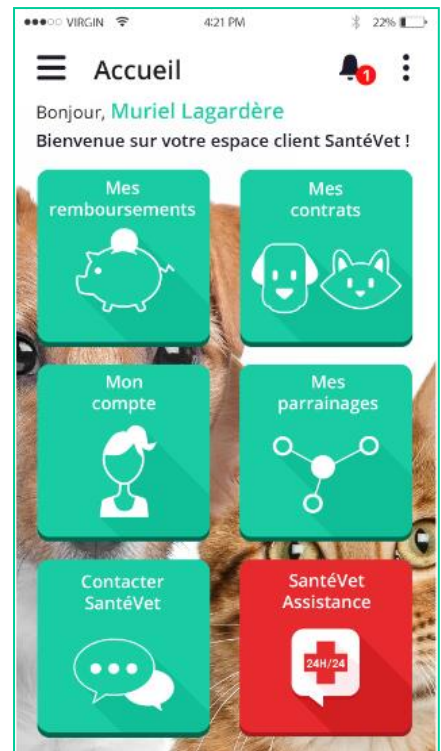 VIRGIN 4:21 PM 22%
Accueil
1
Bonjour, Muriel Lagardère
Bienvenue sur votre espace client SantéVet !
Mes
remboursements
Mes
contrats
Mon
compte
Mes
parrainages
Contacter
SantéVet
SantéVet
Assistance
24H/24